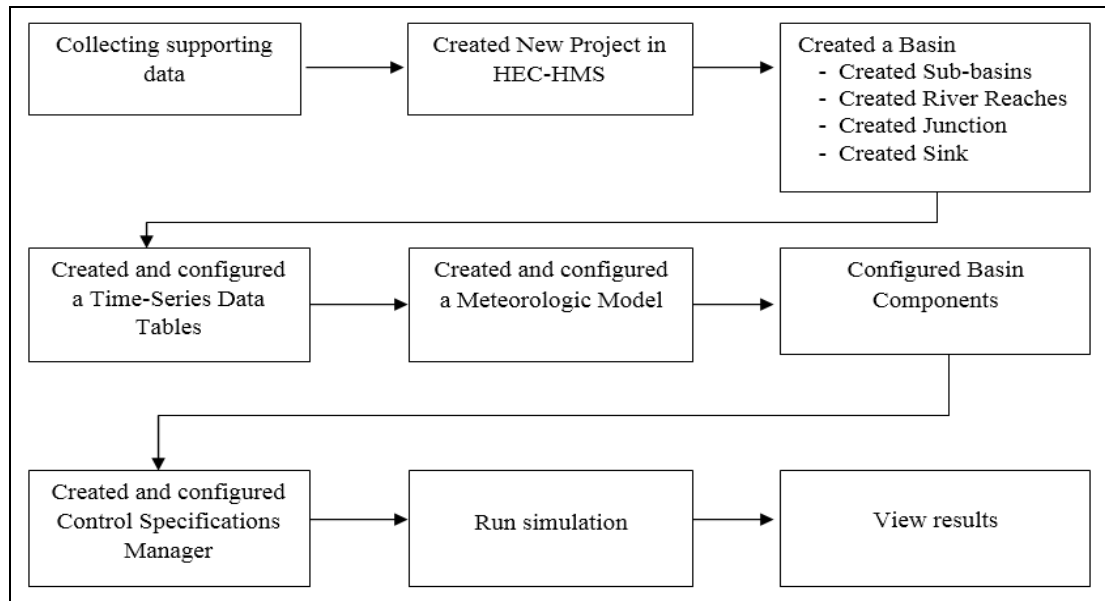 Collecting supporting
data
Created New Project in
HEC-HMS
Created a Basin
- Created Sub-basins
- Created River Reaches
- Created Junction
- Created Sink
Created and configured
a Time-Series Data
Tables
Created and configured
a Meteorologic Model
Configured Basin
Components
Created and configured
Control Specifications
Manager
Run simulation
View results